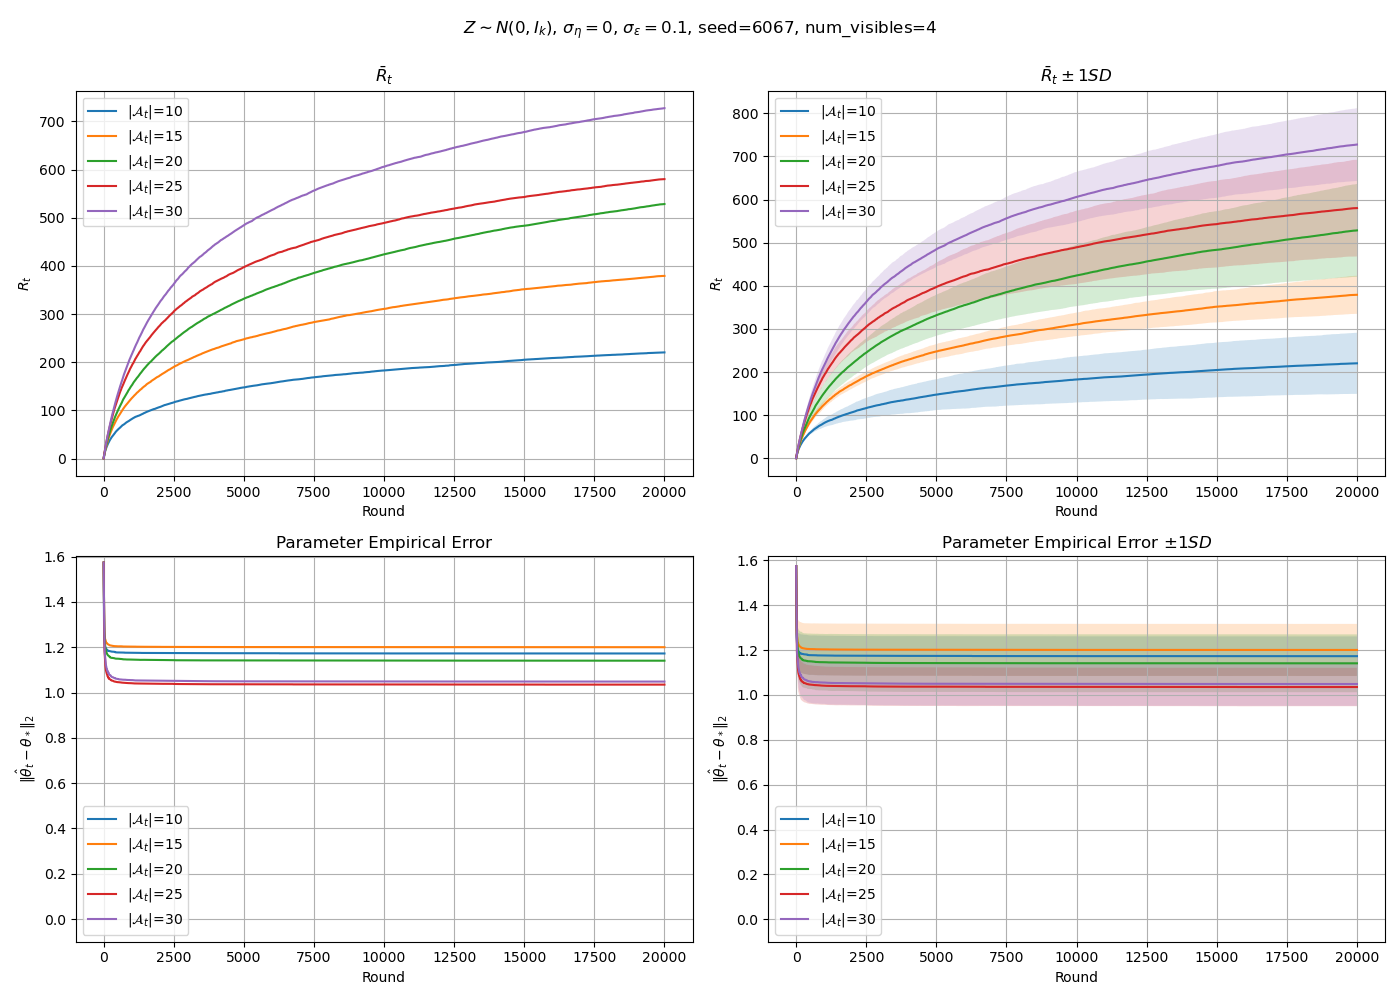 Z ∼ N(0, I_k), σ_η = 0, σ_ε = 0.1, seed=6067, num_visibles=4
R̄_t
R_t
700
600
500
400
300
200
100
0
|𝒜_t|=10
|𝒜_t|=15
|𝒜_t|=20
|𝒜_t|=25
|𝒜_t|=30
0 2500 5000 7500 10000 12500 15000 17500 20000
Round
R̄_t ± 1SD
R_t
800
700
600
500
400
300
200
100
0
|𝒜_t|=10
|𝒜_t|=15
|𝒜_t|=20
|𝒜_t|=25
|𝒜_t|=30
0 2500 5000 7500 10000 12500 15000 17500 20000
Round
Parameter Empirical Error
‖θ̂_t − θ_*‖_2
1.6
1.4
1.2
1.0
0.8
0.6
0.4
0.2
0.0
|𝒜_t|=10
|𝒜_t|=15
|𝒜_t|=20
|𝒜_t|=25
|𝒜_t|=30
0 2500 5000 7500 10000 12500 15000 17500 20000
Round
Parameter Empirical Error ±1SD
‖θ̂_t − θ_*‖_2
1.6
1.4
1.2
1.0
0.8
0.6
0.4
0.2
0.0
|𝒜_t|=10
|𝒜_t|=15
|𝒜_t|=20
|𝒜_t|=25
|𝒜_t|=30
0 2500 5000 7500 10000 12500 15000 17500 20000
Round